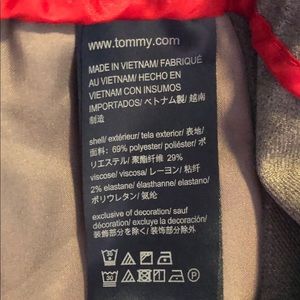 www.tommy.com
MADE IN VIETNAM/ FABRIQUÉ
AU VIETNAM/ HECHO EN
VIETNAM CON INSUMOS
IMPORTADOS/ ベトナム製/ 越南
制造
shell/ extérieur/ tela exterior/ 表地/
面料: 69% polyester/ poliéster/ ポ
リエステル/ 聚酯纤维 29%
viscose/ viscosa/ レーヨン/ 粘纤
2% elastane/ élasthanne/ elastano/
ポリウレタン/ 氨纶
exclusive of decoration/ sauf
décoration/ excluye la decoración/
装飾部分を除く/ 装饰部分除外
30
30
P